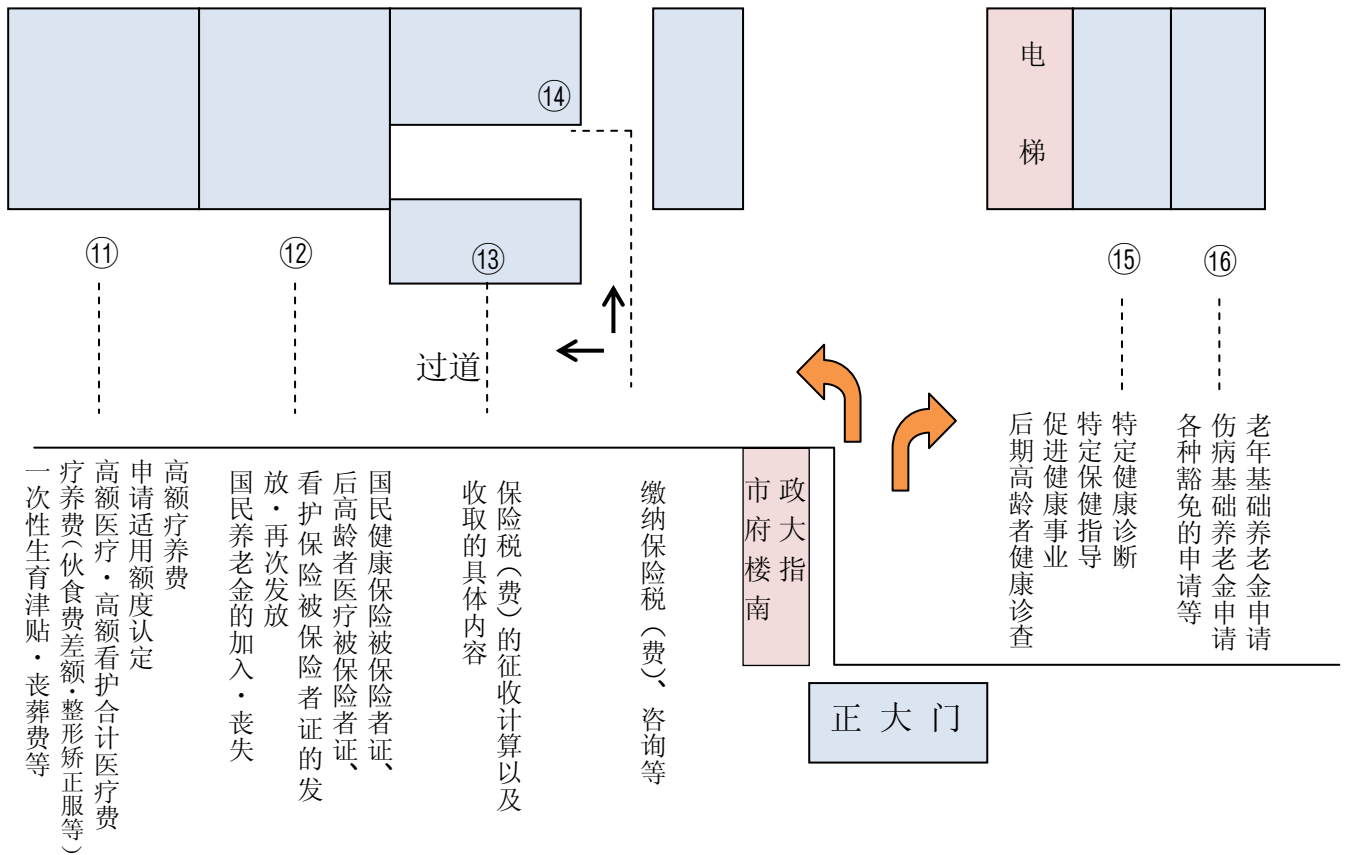 ⑭
电
梯
⑪
⑫
⑬
⑮
⑯
过道
高额疗养费
申请适用额度认定
高额医疗・高额看护合计医疗费
疗养费(伙食费差额・整形矫正服等)
一次性生育津贴・丧葬费等
国民健康保险被保险者证、
后高龄者医疗被保险者证、
看护保险被保险者证的发
放・再次发放
国民养老金的加入・丧失
保险税（费）的征收计算以及
收取的具体内容
缴纳保险税（费）、咨询等
市政
府大
楼指
南
特定健康诊断
特定保健指导
促进健康事业
后期高龄者健康诊查
老年基础养老金申请
伤病基础养老金申请
各种豁免的申请等
正大门